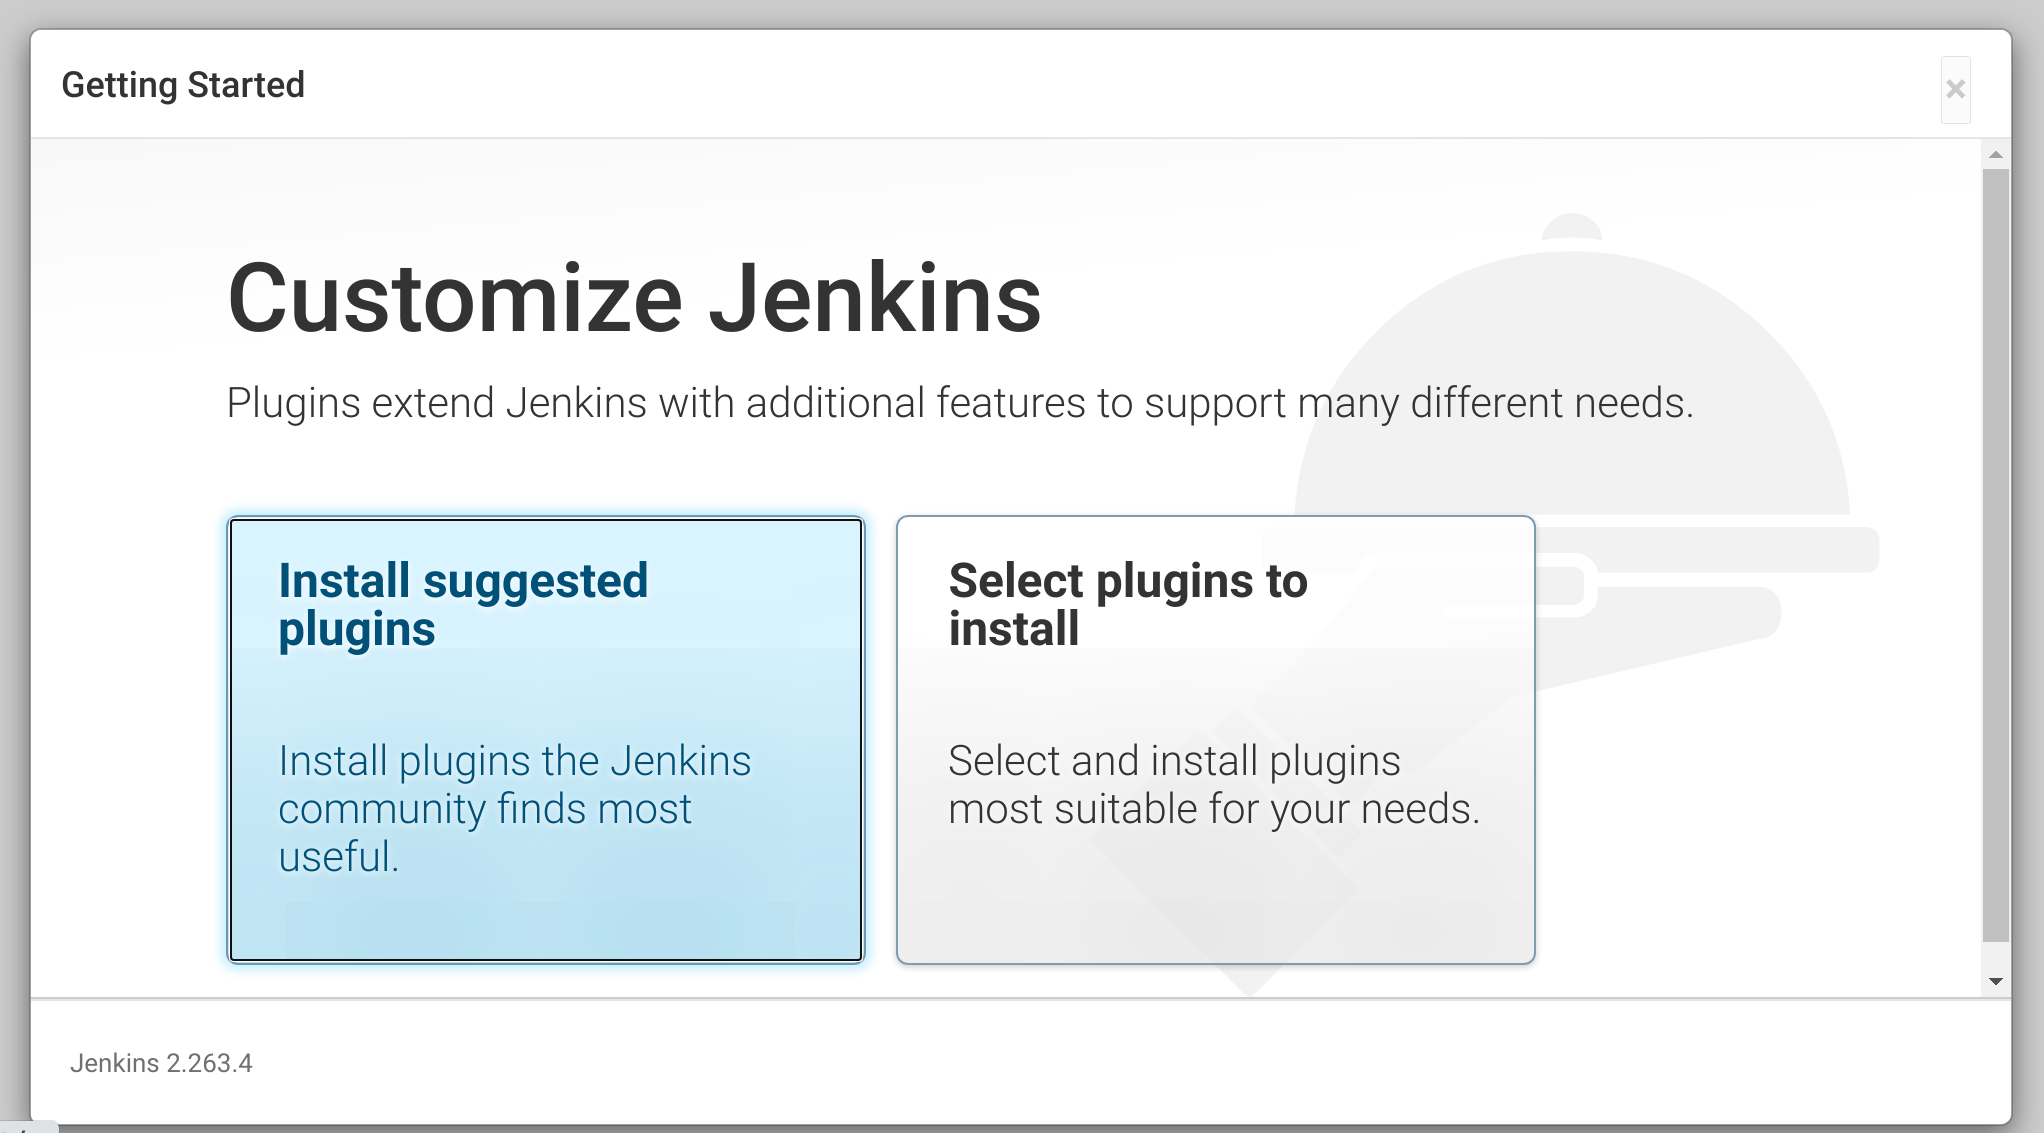 Getting Started
×
Customize Jenkins
Plugins extend Jenkins with additional features to support many different needs.
Install suggested
plugins
Install plugins the Jenkins
community finds most
useful.
Select plugins to
install
Select and install plugins
most suitable for your needs.
Jenkins 2.263.4